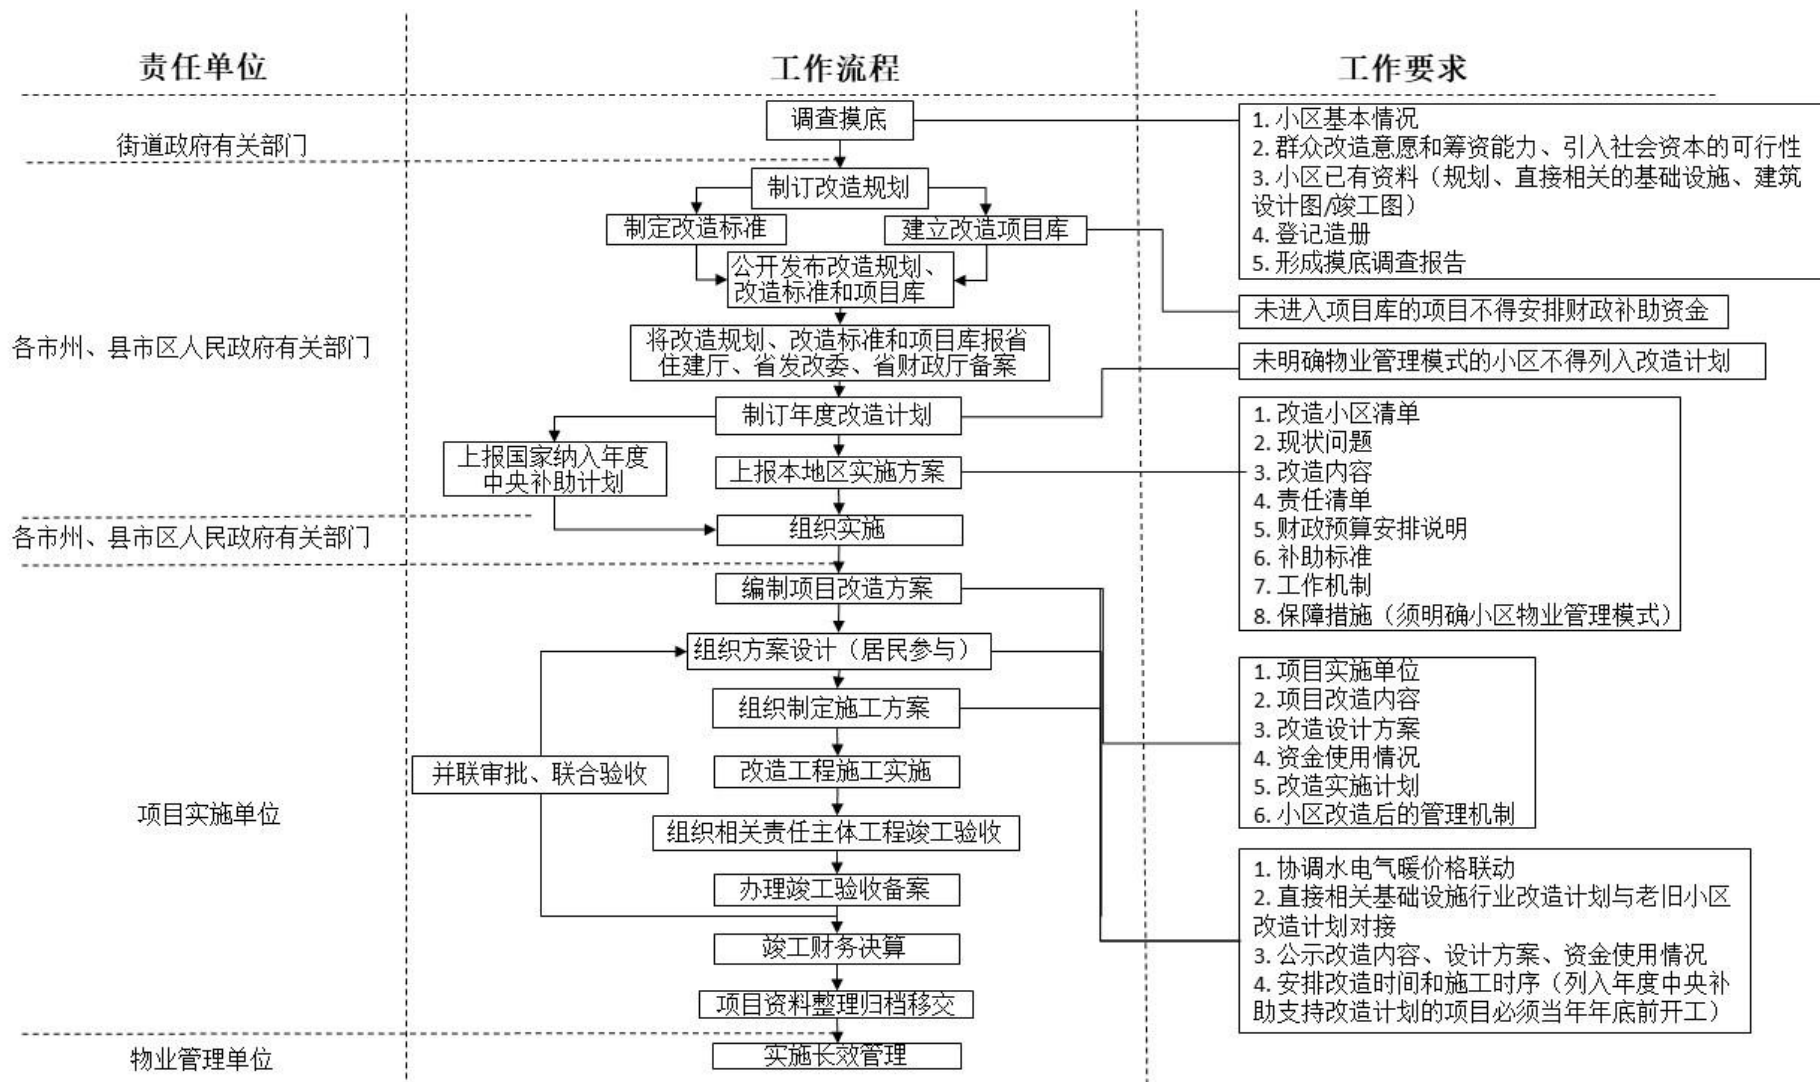 责任单位
工作流程
工作要求
街道政府有关部门
各市州、县市区人民政府有关部门
各市州、县市区人民政府有关部门
项目实施单位
物业管理单位
调查摸底
制订改造规划
制定改造标准
建立改造项目库
公开发布改造规划、
改造标准和项目库
将改造规划、改造标准和项目库报省
住建厅、省发改委、省财政厅备案
制订年度改造计划
上报国家纳入年度
中央补助计划
上报本地区实施方案
组织实施
编制项目改造方案
组织方案设计（居民参与）
组织制定施工方案
并联审批、联合验收
改造工程施工实施
组织相关责任主体工程竣工验收
办理竣工验收备案
竣工财务决算
项目资料整理归档移交
实施长效管理
1. 小区基本情况
2. 群众改造意愿和筹资能力、引入社会资本的可行性
3. 小区已有资料（规划、直接相关的基础设施、建筑
设计图/竣工图）
4. 登记造册
5. 形成摸底调查报告
未进入项目库的项目不得安排财政补助资金
未明确物业管理模式的小区不得列入改造计划
1. 改造小区清单
2. 现状问题
3. 改造内容
4. 责任清单
5. 财政预算安排说明
6. 补助标准
7. 工作机制
8. 保障措施（须明确小区物业管理模式）
1. 项目实施单位
2. 项目改造内容
3. 改造设计方案
4. 资金使用情况
5. 改造实施计划
6. 小区改造后的管理机制
1. 协调水电气暖价格联动
2. 直接相关基础设施行业改造计划与老旧小区
改造计划对接
3. 公示改造内容、设计方案、资金使用情况
4. 安排改造时间和施工时序（列入年度中央补
助支持改造计划的项目必须当年年底前开工）